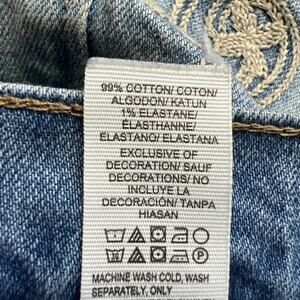 99% COTTON/ COTON/
ALGODON/ KATUN
1% ELASTANE/
ELASTHANNE/
ELASTANO/ ELASTANA
EXCLUSIVE OF
DECORATION/ SAUF
DECORATIONS/ NO
INCLUYE LA
DECORACIÓN/ TANPA
HIASAN
MACHINE WASH COLD, WASH
SEPARATELY, ONLY